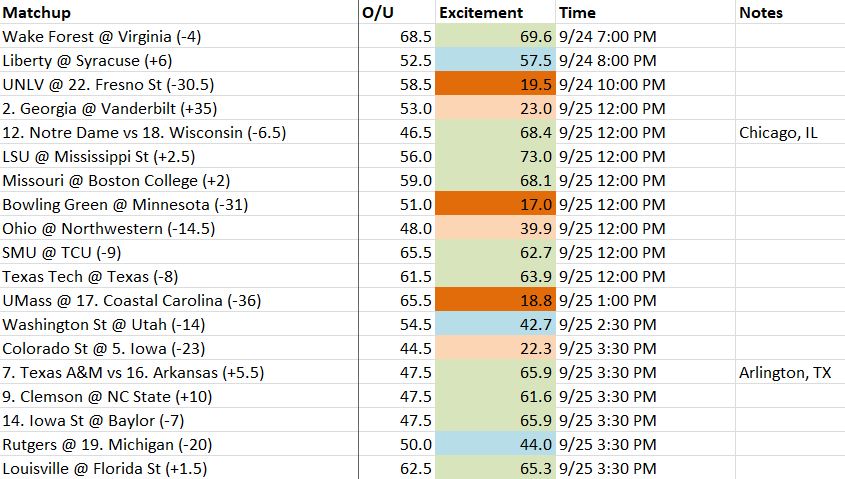 Matchup O/U Excitement Time Notes
Wake Forest @ Virginia (-4) 68.5 69.6 9/24 7:00 PM
Liberty @ Syracuse (+6) 52.5 57.5 9/24 8:00 PM
UNLV @ 22. Fresno St (-30.5) 58.5 19.5 9/24 10:00 PM
2. Georgia @ Vanderbilt (+35) 53.0 23.0 9/25 12:00 PM
12. Notre Dame vs 18. Wisconsin (-6.5) 46.5 68.4 9/25 12:00 PM Chicago, IL
LSU @ Mississippi St (+2.5) 56.0 73.0 9/25 12:00 PM
Missouri @ Boston College (+2) 59.0 68.1 9/25 12:00 PM
Bowling Green @ Minnesota (-31) 51.0 17.0 9/25 12:00 PM
Ohio @ Northwestern (-14.5) 48.0 39.9 9/25 12:00 PM
SMU @ TCU (-9) 65.5 62.7 9/25 12:00 PM
Texas Tech @ Texas (-8) 61.5 63.9 9/25 12:00 PM
UMass @ 17. Coastal Carolina (-36) 65.5 18.8 9/25 1:00 PM
Washington St @ Utah (-14) 54.5 42.7 9/25 2:30 PM
Colorado St @ 5. Iowa (-23) 44.5 22.3 9/25 3:30 PM
7. Texas A&M vs 16. Arkansas (+5.5) 47.5 65.9 9/25 3:30 PM Arlington, TX
9. Clemson @ NC State (+10) 47.5 61.6 9/25 3:30 PM
14. Iowa St @ Baylor (-7) 47.5 65.9 9/25 3:30 PM
Rutgers @ 19. Michigan (-20) 50.0 44.0 9/25 3:30 PM
Louisville @ Florida St (+1.5) 62.5 65.3 9/25 3:30 PM